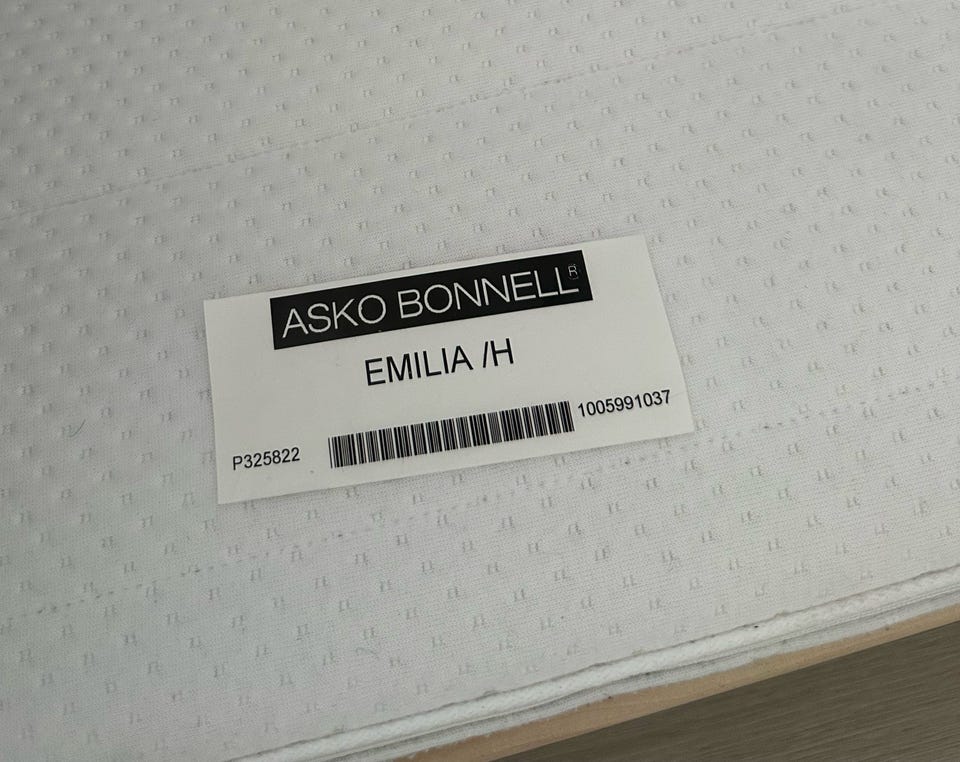 ASKO BONNELL®
EMILIA /H
P325822
1005991037